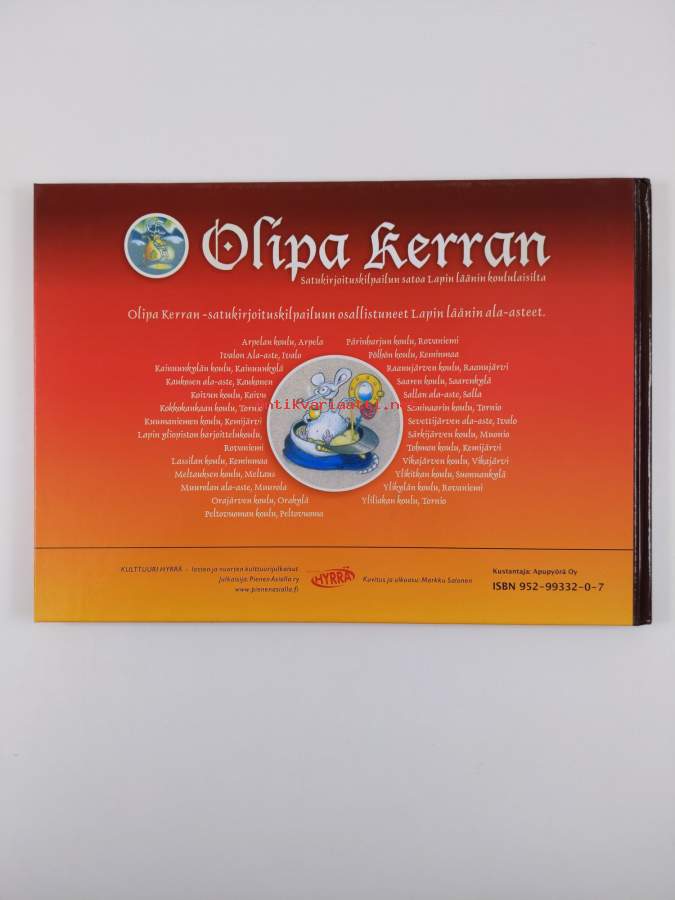 Olipa Kerran
Satukirjoituskilpailun satoa Lapin läänin koululaisilta
Olipa Kerran -satukirjoituskilpailuun osallistuneet Lapin läänin ala-asteet.
Arpelan koulu, Arpela
Ivalon Ala-aste, Ivalo
Kainuunkylän koulu, Kainuunkylä
Kaukosen ala-aste, Kaukonen
Koivun koulu, Koivu
Kokkokankaan koulu, Tornio
Kuumaniemen koulu, Kemijärvi
Lapin yliopiston harjoittelukoulu,
Rovaniemi
Lassilan koulu, Keminmaa
Meltauksen koulu, Meltaus
Muurolan ala-aste, Muurola
Orajärven koulu, Orakylä
Peltovuoman koulu, Peltovuoma
Pärinharjun koulu, Rovaniemi
Pölhön koulu, Keminmaa
Raanujärven koulu, Raanujärvi
Saaren koulu, Saarenkylä
Sallan ala-aste, Salla
Seminaarin koulu, Tornio
Sevettijärven ala-aste, Ivalo
Särkijärven koulu, Muonio
Tohmon koulu, Kemijärvi
Vikajärven koulu, Vikajärvi
Ylikitkan koulu, Suomunkylä
Ylikylän koulu, Rovaniemi
Yliliakan koulu, Tornio
antikvariaatti.net
KULTTUURI HYRRÄ - lasten ja nuorten kulttuurijulkaisut
Julkaisija: Pienen Asialla ry
www.pienenasialla.fi
HYRRÄ
Kuvitus ja ulkoasu: Markku Salonen
Kustantaja: Apupyörä Oy
ISBN 952-99332-0-7